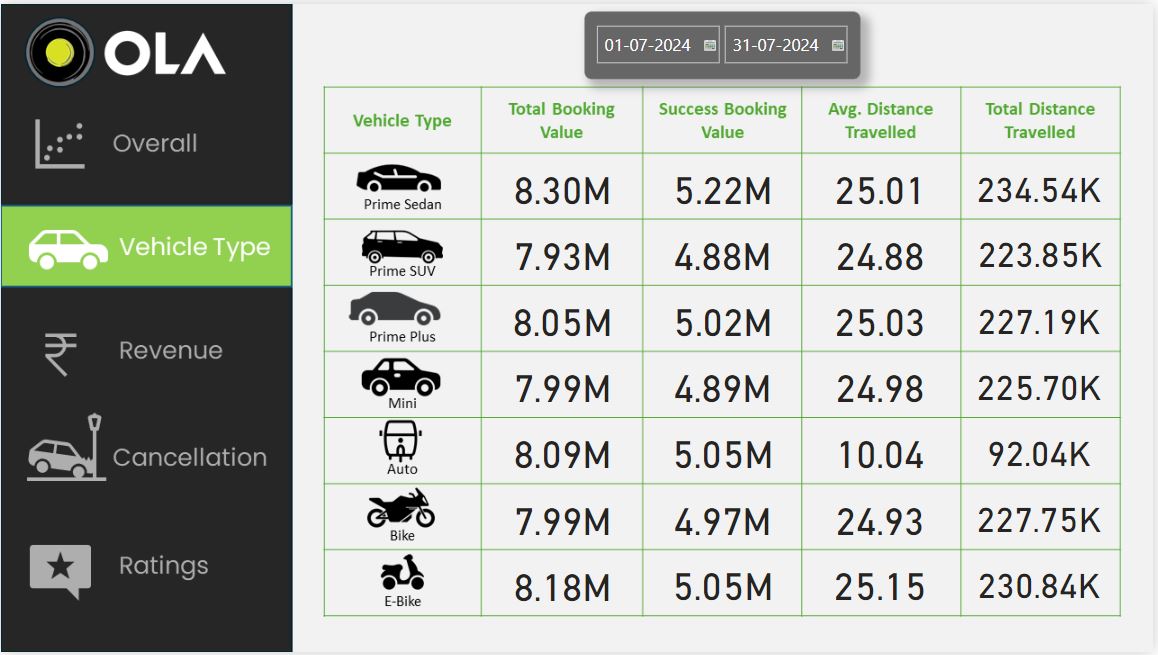 OLA
01-07-2024 31-07-2024
Overall
Vehicle Type
Revenue
Cancellation
Ratings
Vehicle Type Total Booking Value Success Booking Value Avg. Distance Travelled Total Distance Travelled
Prime Sedan 8.30M 5.22M 25.01 234.54K
Prime SUV 7.93M 4.88M 24.88 223.85K
Prime Plus 8.05M 5.02M 25.03 227.19K
Mini 7.99M 4.89M 24.98 225.70K
Auto 8.09M 5.05M 10.04 92.04K
Bike 7.99M 4.97M 24.93 227.75K
E-Bike 8.18M 5.05M 25.15 230.84K